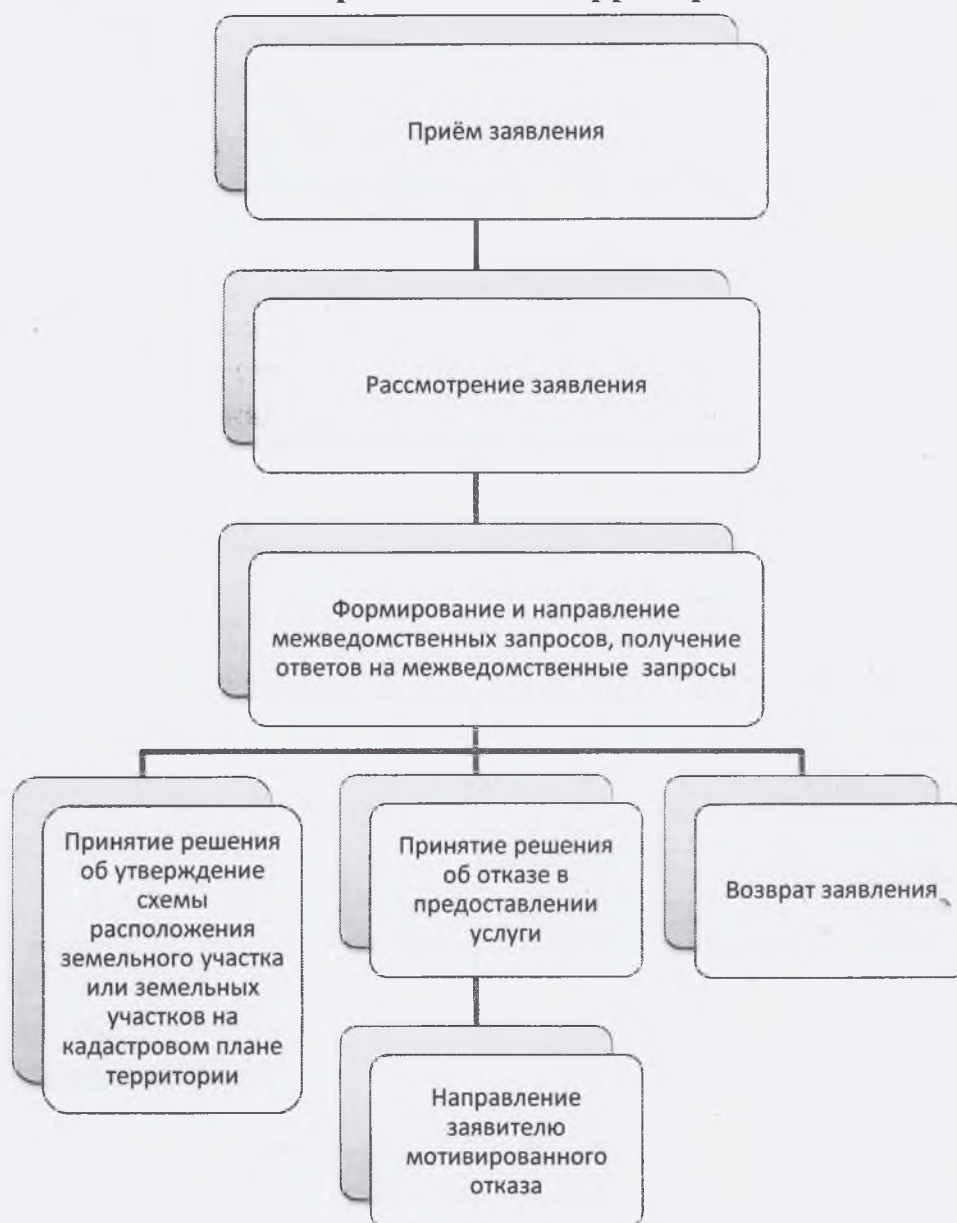 Приём заявления
Рассмотрение заявления
Формирование и направление
межведомственных запросов, получение
ответов на межведомственные запросы
Принятие решения
об утверждение
схемы
расположения
земельного участка
или земельных
участков на
кадастровом плане
территории
Принятие решения
об отказе в
предоставлении
услуги
Возврат заявления
Направление
заявителю
мотивированного
отказа